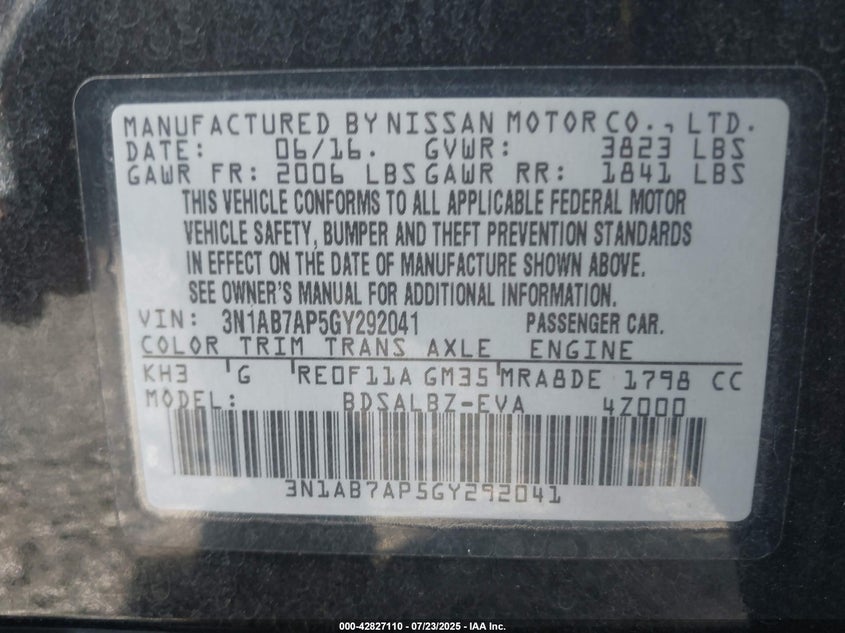 MANUFACTURED BY NISSAN MOTOR CO., LTD.
DATE: 06/16. GVWR: 3823 LBS
GAWR FR: 2006 LBS GAWR RR: 1841 LBS
THIS VEHICLE CONFORMS TO ALL APPLICABLE FEDERAL MOTOR
VEHICLE SAFETY, BUMPER AND THEFT PREVENTION STANDARDS
IN EFFECT ON THE DATE OF MANUFACTURE SHOWN ABOVE.
SEE OWNER'S MANUAL FOR ADDITIONAL INFORMATION.
VIN: 3N1AB7AP5GY292041 PASSENGER CAR.
COLOR TRIM TRANS AXLE ENGINE
KH3 G RE0F11A GM35 MRA8DE 1798 CC
MODEL: BDSALBZ-EVA 4Z000
3N1AB7AP5GY292041
000-42827110 - 07/23/2025 - IAA Inc.